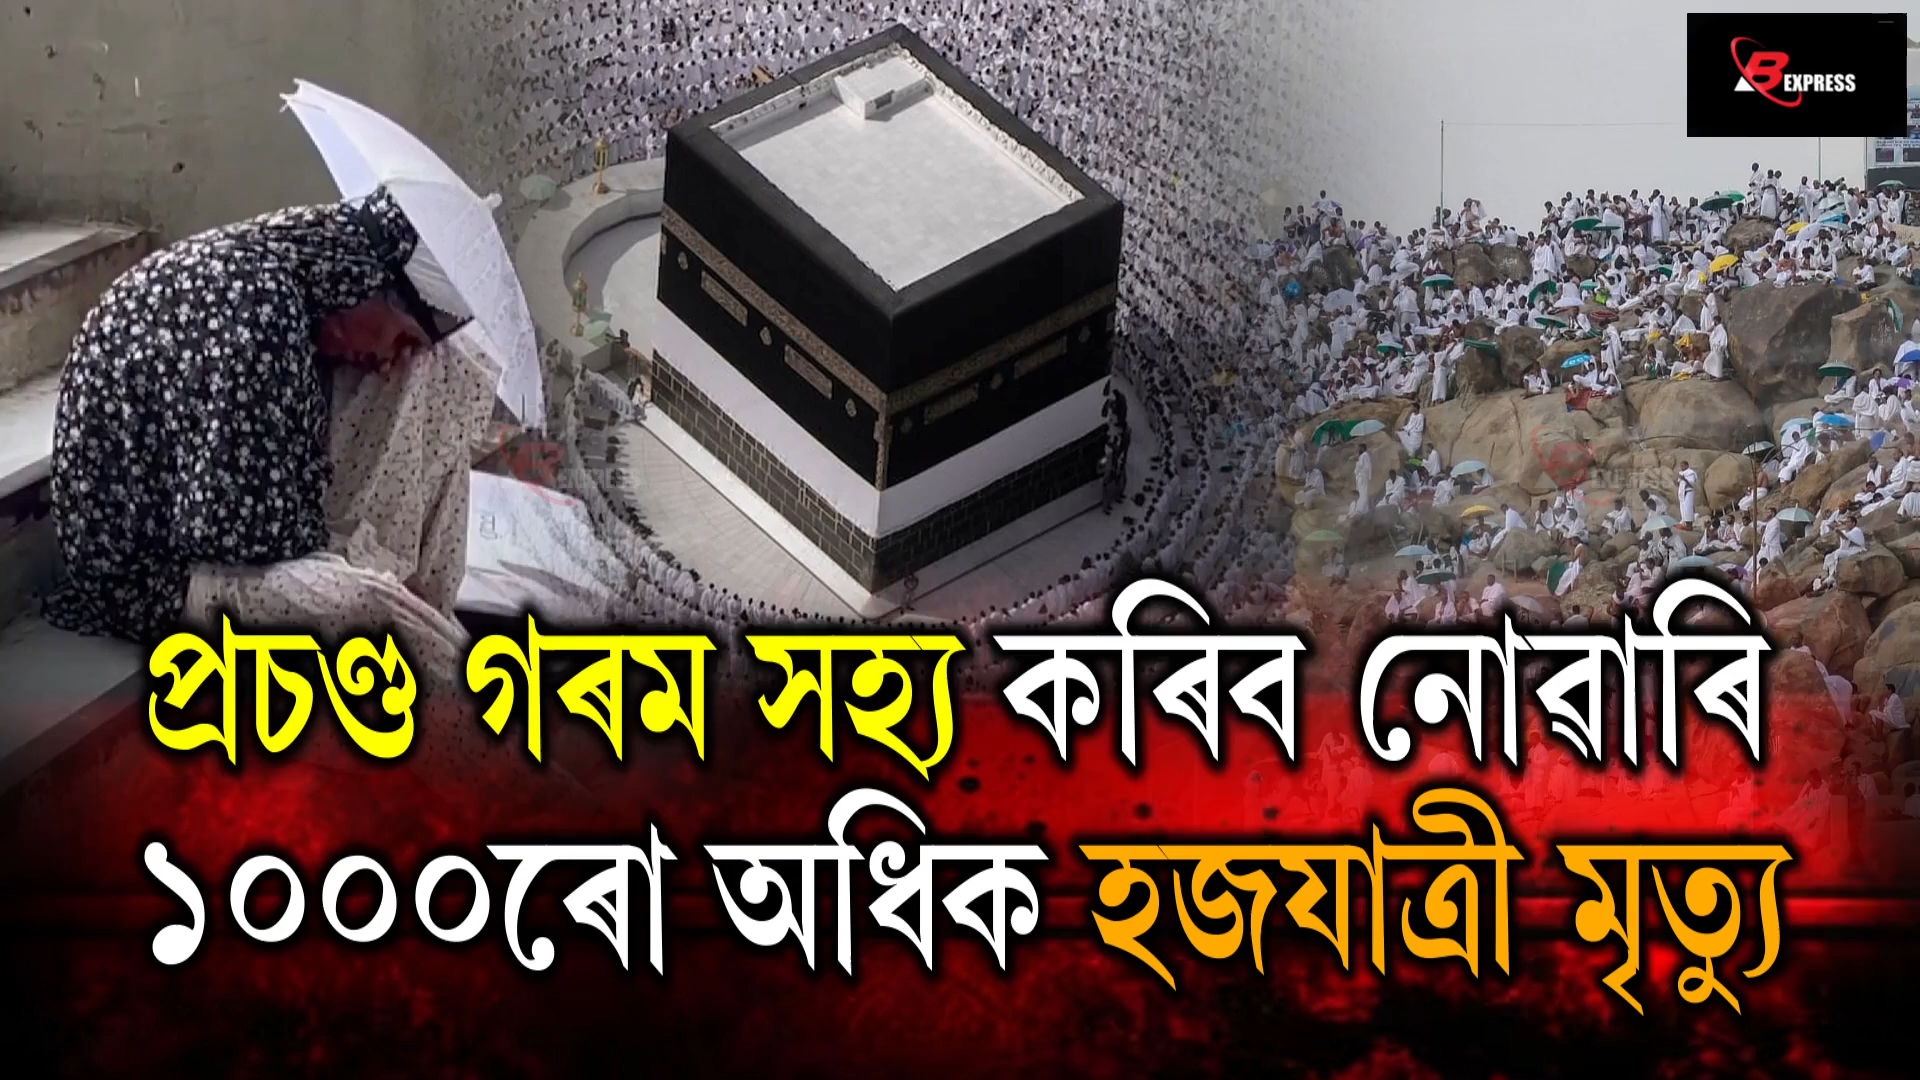 B EXPRESS
প্ৰচণ্ড গৰম সহ্য কৰিব নোৱাৰি
১০০০ৰো অধিক হজযাত্ৰী মৃত্যু